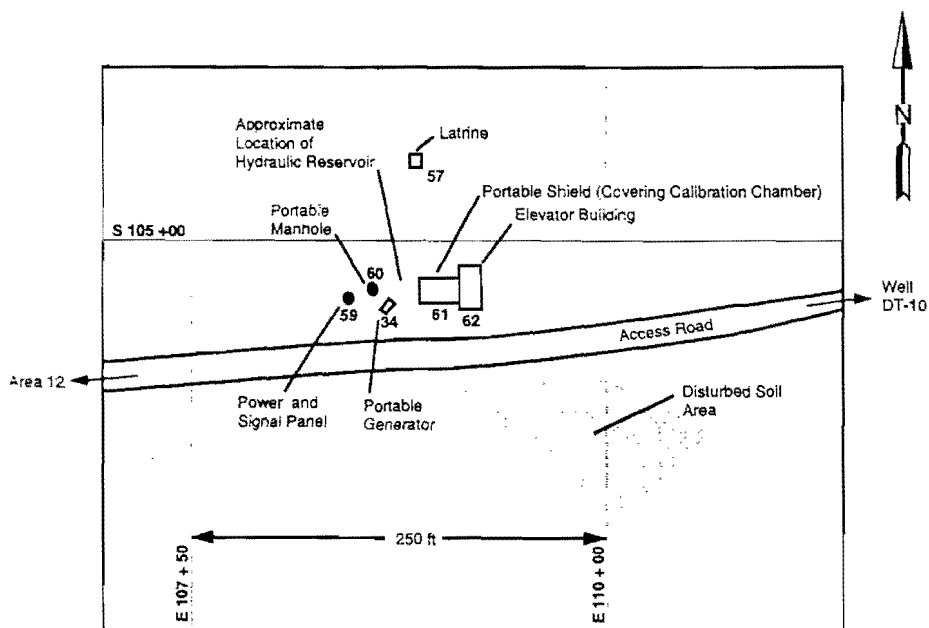 N
Approximate
Location of
Hydraulic Reservoir
Latrine
57
Portable Shield (Covering Calibration Chamber)
Elevator Building
Portable
Manhole
S 105 +00
60
59
34
61
62
Well
DT-10
Access Road
Area 12
Power and
Signal Panel
Portable
Generator
Disturbed Soil
Area
250 ft
E 107 + 50
E 110 + 00